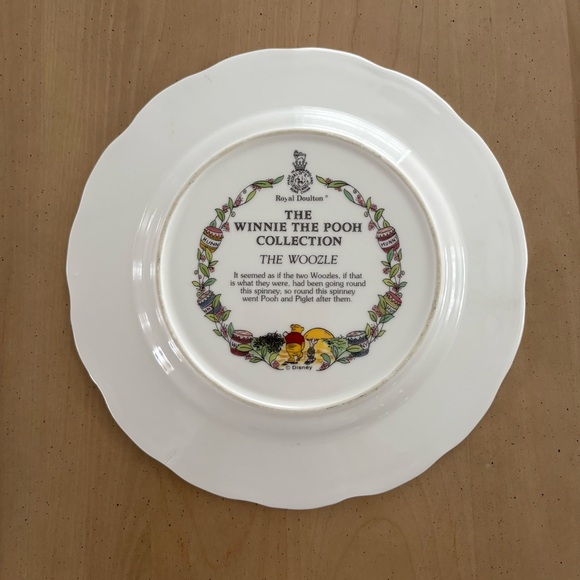 Royal Doulton®
THE
WINNIE THE POOH
COLLECTION
THE WOOZLE
It seemed as if the two Woozles, if that
is what they were, had been going round
this spinney; so round this spinney
went Pooh and Piglet after them.
HUNNY
HUNNY
© Disney